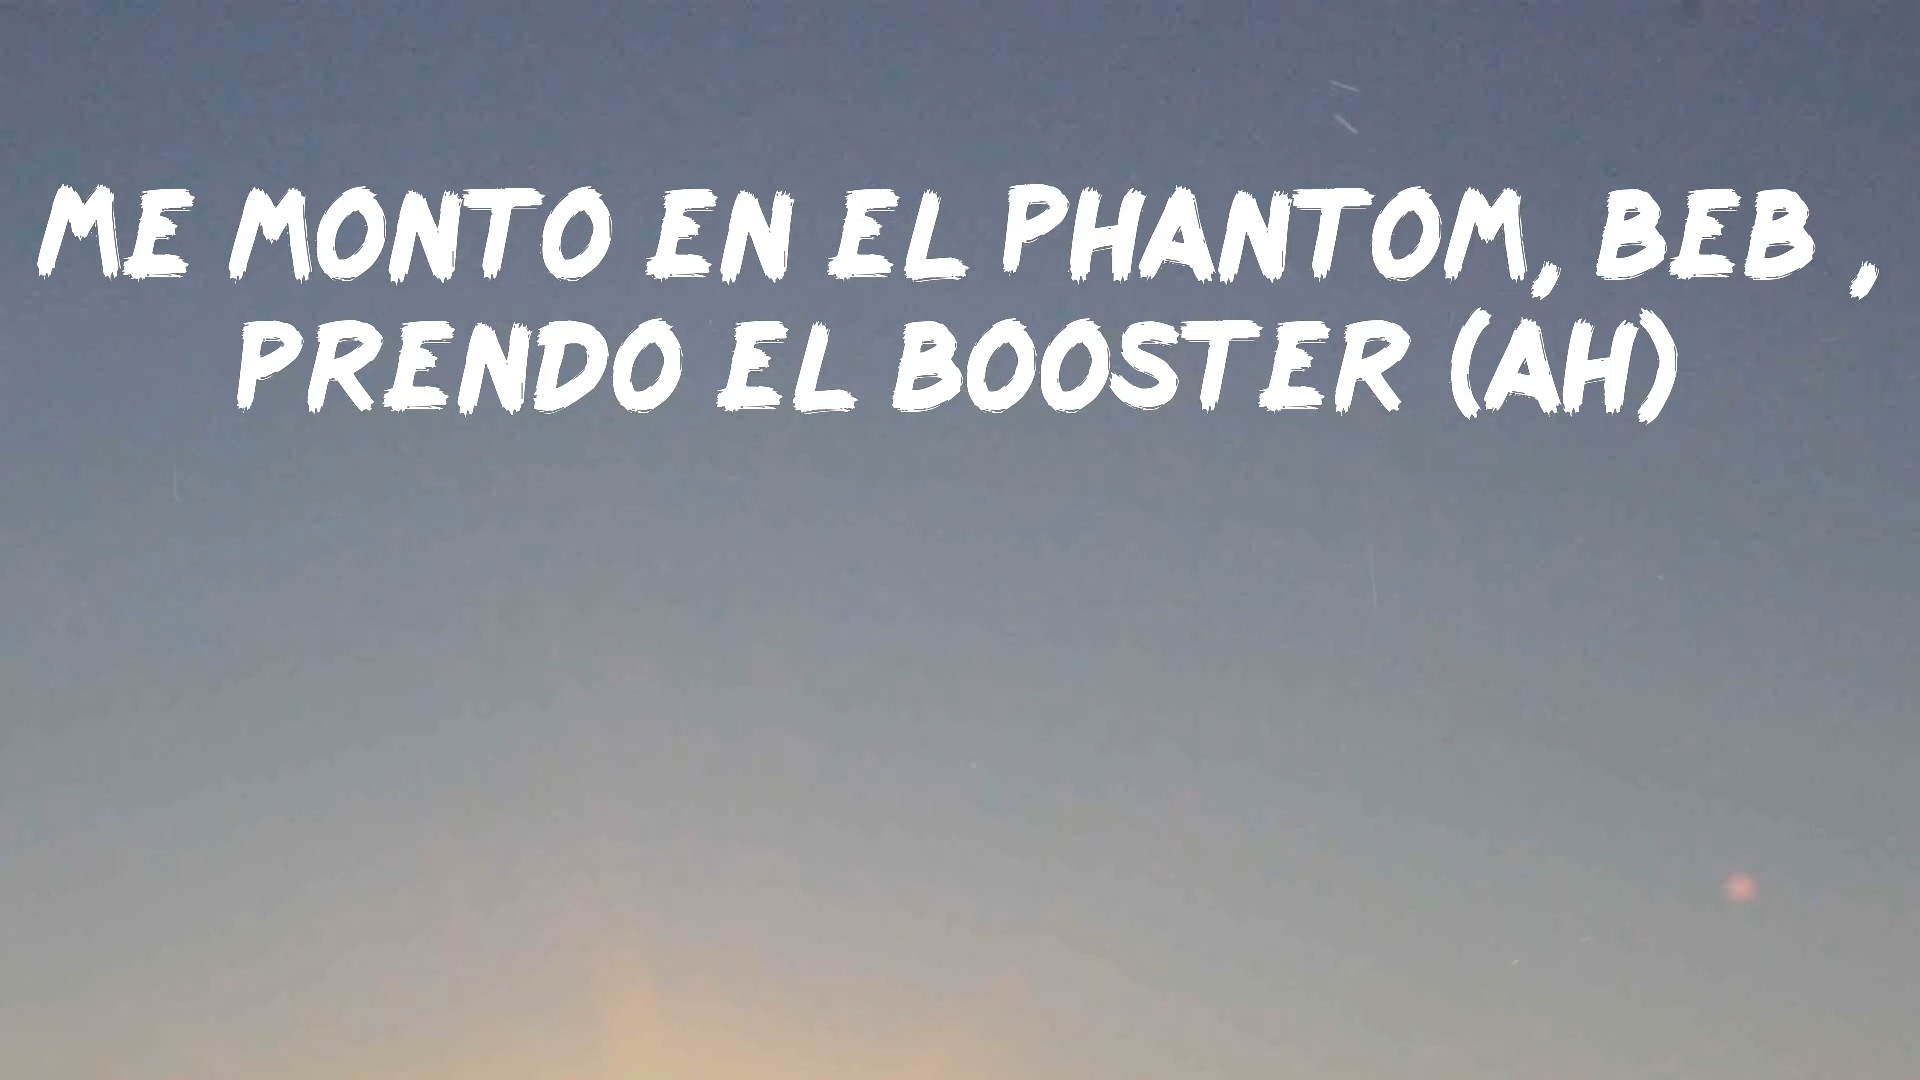 ME MONTO EN EL PHANTOM, BEB ,
PRENDO EL BOOSTER (AH)